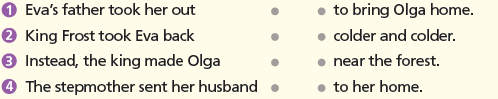 1 Eva's father took her out • • to bring Olga home.
2 King Frost took Eva back • • colder and colder.
3 Instead, the king made Olga • • near the forest.
4 The stepmother sent her husband • • to her home.